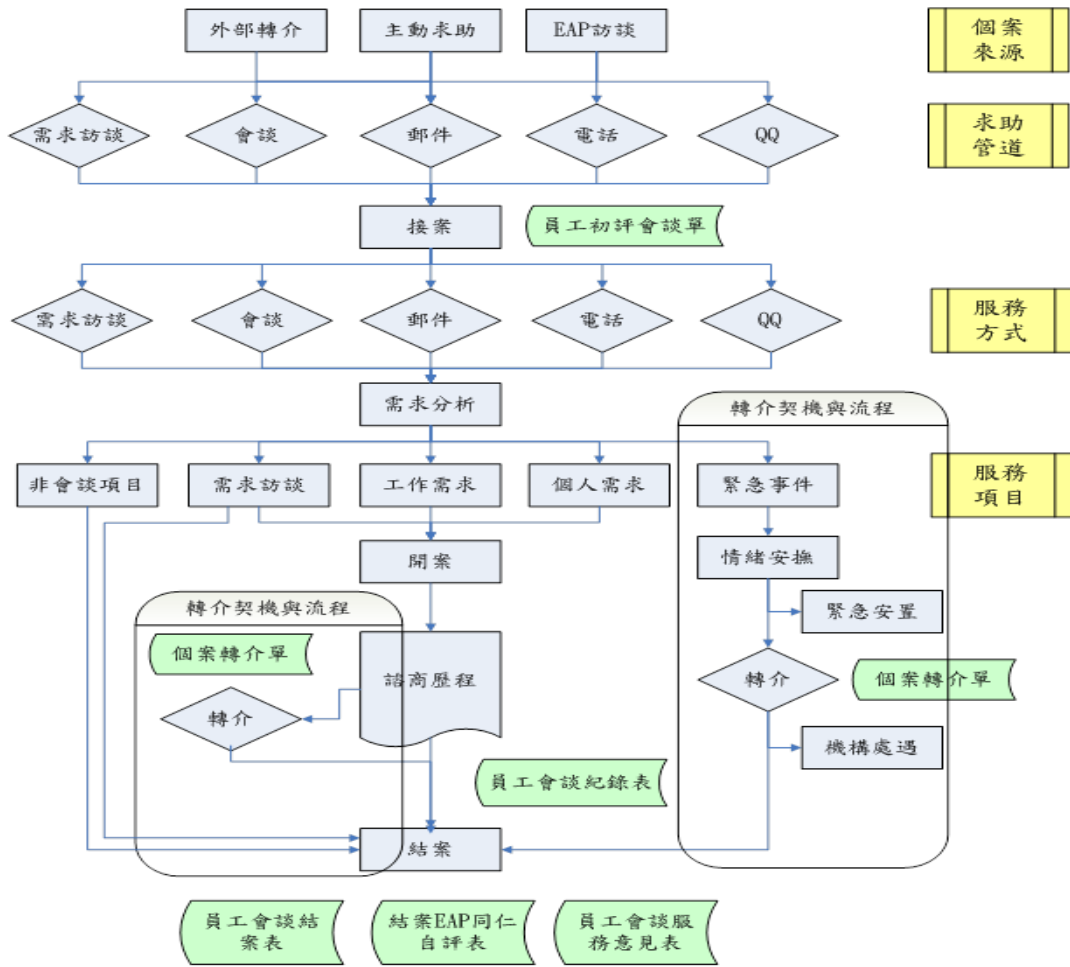 外部轉介
主動求助
EAP訪談
個案
來源
需求訪談
會談
郵件
電話
QQ
求助
管道
接案
員工初評會談單
需求訪談
會談
郵件
電話
QQ
服務
方式
需求分析
轉介契機與流程
非會談項目
需求訪談
工作需求
個人需求
緊急事件
服務
項目
開案
情緒安撫
轉介契機與流程
緊急安置
個案轉介單
諮商歷程
轉介
個案轉介單
轉介
機構處遇
員工會談紀錄表
結案
員工會談結
案表
結案EAP同仁
自評表
員工會談服
務意見表